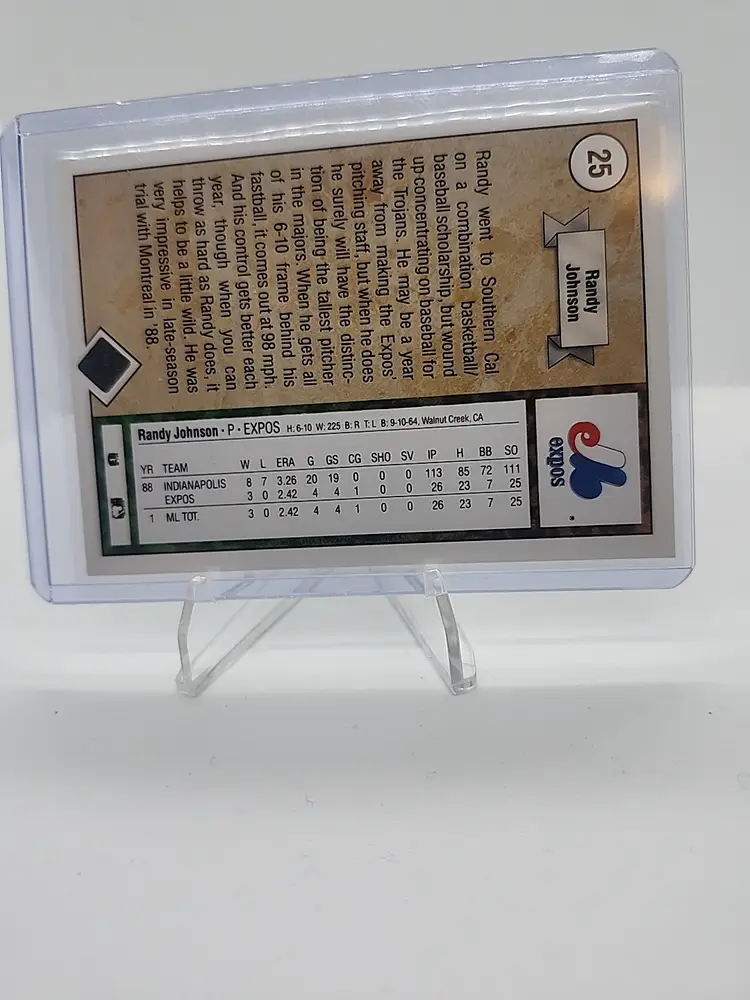 25
Randy
Johnson
Randy went to Southern Cal
on a combination basketball/
baseball scholarship, but wound
up concentrating on baseball for
the Trojans. He may be a year
away from making the Expos'
pitching staff, but when he does
he surely will have the distinc-
tion of being the tallest pitcher
in the majors. When he gets all
of his 6-10 frame behind his
fastball, it comes out at 98 mph.
And his control gets better each
year, though when you can
throw as hard as Randy does, it
helps to be a little wild. He was
very impressive in late-season
trial with Montreal in '88.
expos
®
Randy Johnson · P · EXPOS H: 6-10 W: 225 B: R T: L B: 9-10-64, Walnut Creek, CA
YR TEAM W L ERA G GS CG SHO SV IP H BB SO
88 INDIANAPOLIS 8 7 3.26 20 19 0 0 0 113 85 72 111
EXPOS 3 0 2.42 4 4 1 0 0 26 23 7 25
1 ML TOT. 3 0 2.42 4 4 1 0 0 26 23 7 25